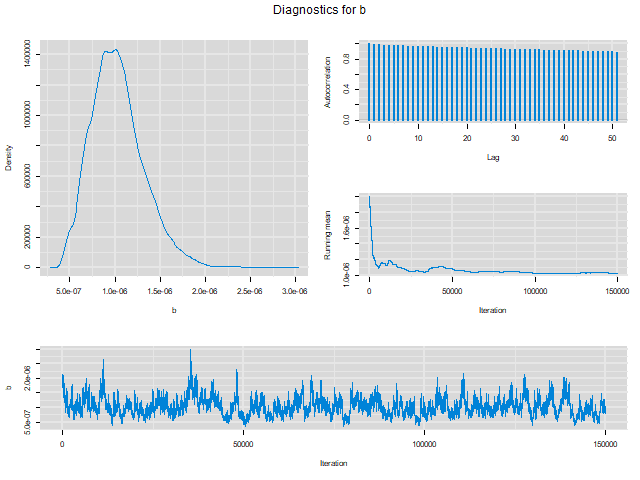 Diagnostics for b
Density
0
200000
600000
1000000
1400000
5.0e-07
1.0e-06
1.5e-06
2.0e-06
2.5e-06
3.0e-06
b
Autocorrelation
0.0
0.4
0.8
0
10
20
30
40
50
Lag
Running mean
1.0e-06
1.6e-06
0
50000
100000
150000
Iteration
b
5.0e-07
2.0e-06
0
50000
100000
150000
Iteration